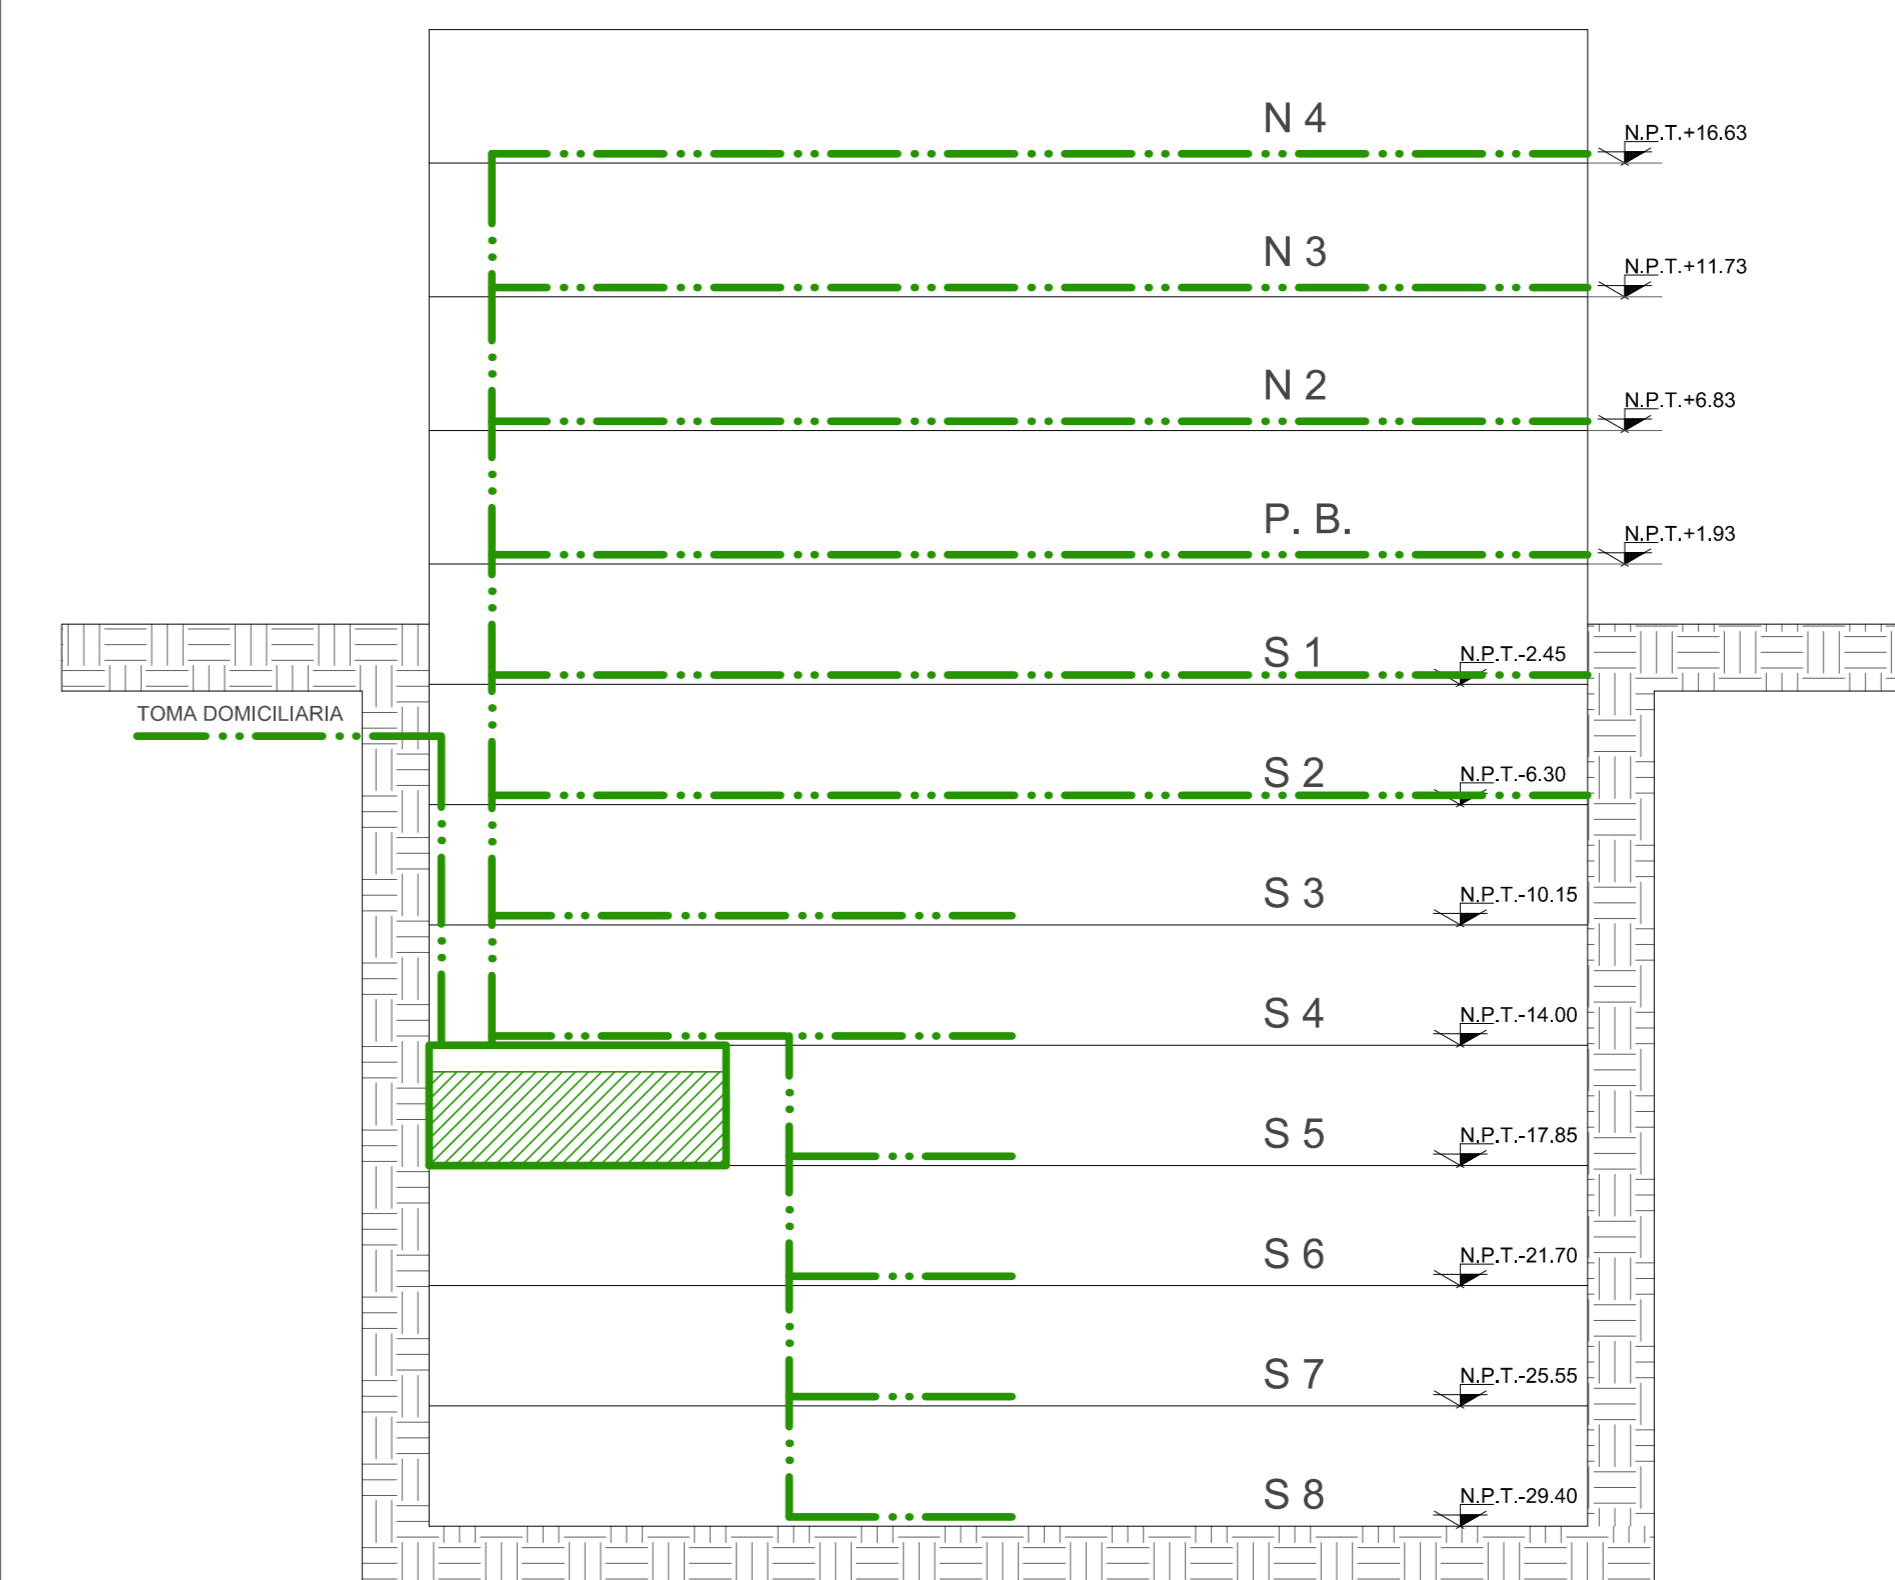 N 4
N.P.T.+16.63
N 3
N.P.T.+11.73
N 2
N.P.T.+6.83
P. B.
N.P.T.+1.93
S 1
N.P.T.-2.45
TOMA DOMICILIARIA
S 2
N.P.T.-6.30
S 3
N.P.T.-10.15
S 4
N.P.T.-14.00
S 5
N.P.T.-17.85
S 6
N.P.T.-21.70
S 7
N.P.T.-25.55
S 8
N.P.T.-29.40